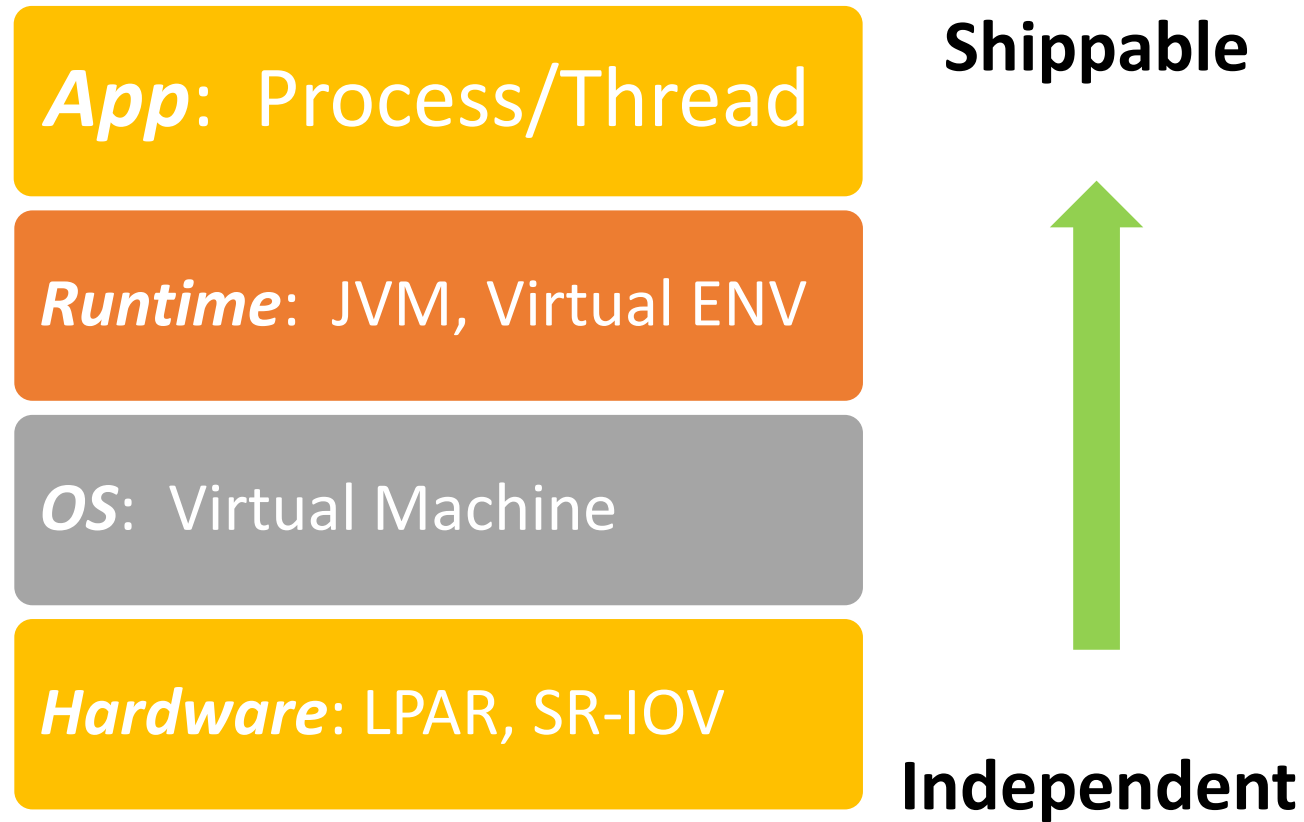 App: Process/Thread
Shippable
Runtime: JVM, Virtual ENV
OS: Virtual Machine
Hardware: LPAR, SR-IOV
Independent